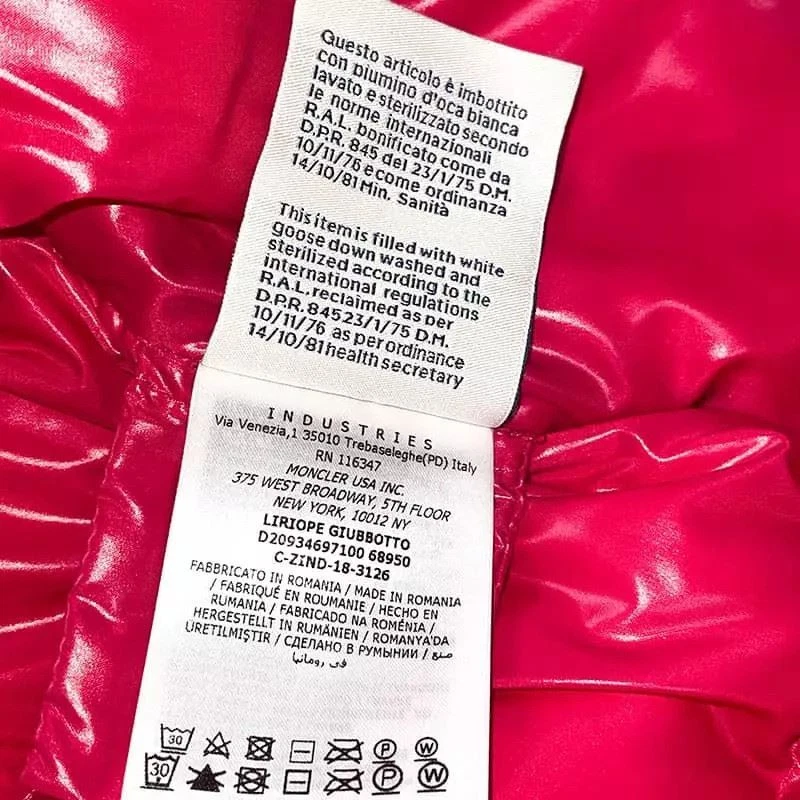 Questo articolo è imbottito
con piumino d'oca bianca
lavato e sterilizzato secondo
le norme internazionali
R.A.L. bonificato come da
D.P.R. 845 del 23/1/75 D.M.
10/11/76 e come ordinanza
14/10/81 Min. Sanità
This item is filled with white
goose down washed and
sterilized according to the
international regulations
R.A.L. reclaimed as per
D.P.R. 84523/1/75 D.M.
10/11/76 as per ordinance
14/10/81 health secretary
INDUSTRIES
Via Venezia,1 35010 Trebaseleghe(PD) Italy
RN 116347
MONCLER USA INC.
375 WEST BROADWAY, 5TH FLOOR
NEW YORK, 10012 NY
LIRIOPE GIUBBOTTO
D20934697100 68950
C-ZIND-18-3126
FABBRICATO IN ROMANIA / MADE IN ROMANIA
/ FABRIQUÉ EN ROUMANIE / HECHO EN
RUMANIA / FABRICADO NA ROMÉNIA /
HERGESTELLT IN RUMÄNIEN / ROMANYA'DA
ÜRETILMIŞTIR / СДЕЛАНО В РУМЫНИИ / صنع
في رومانيا
30 P W
30 P W